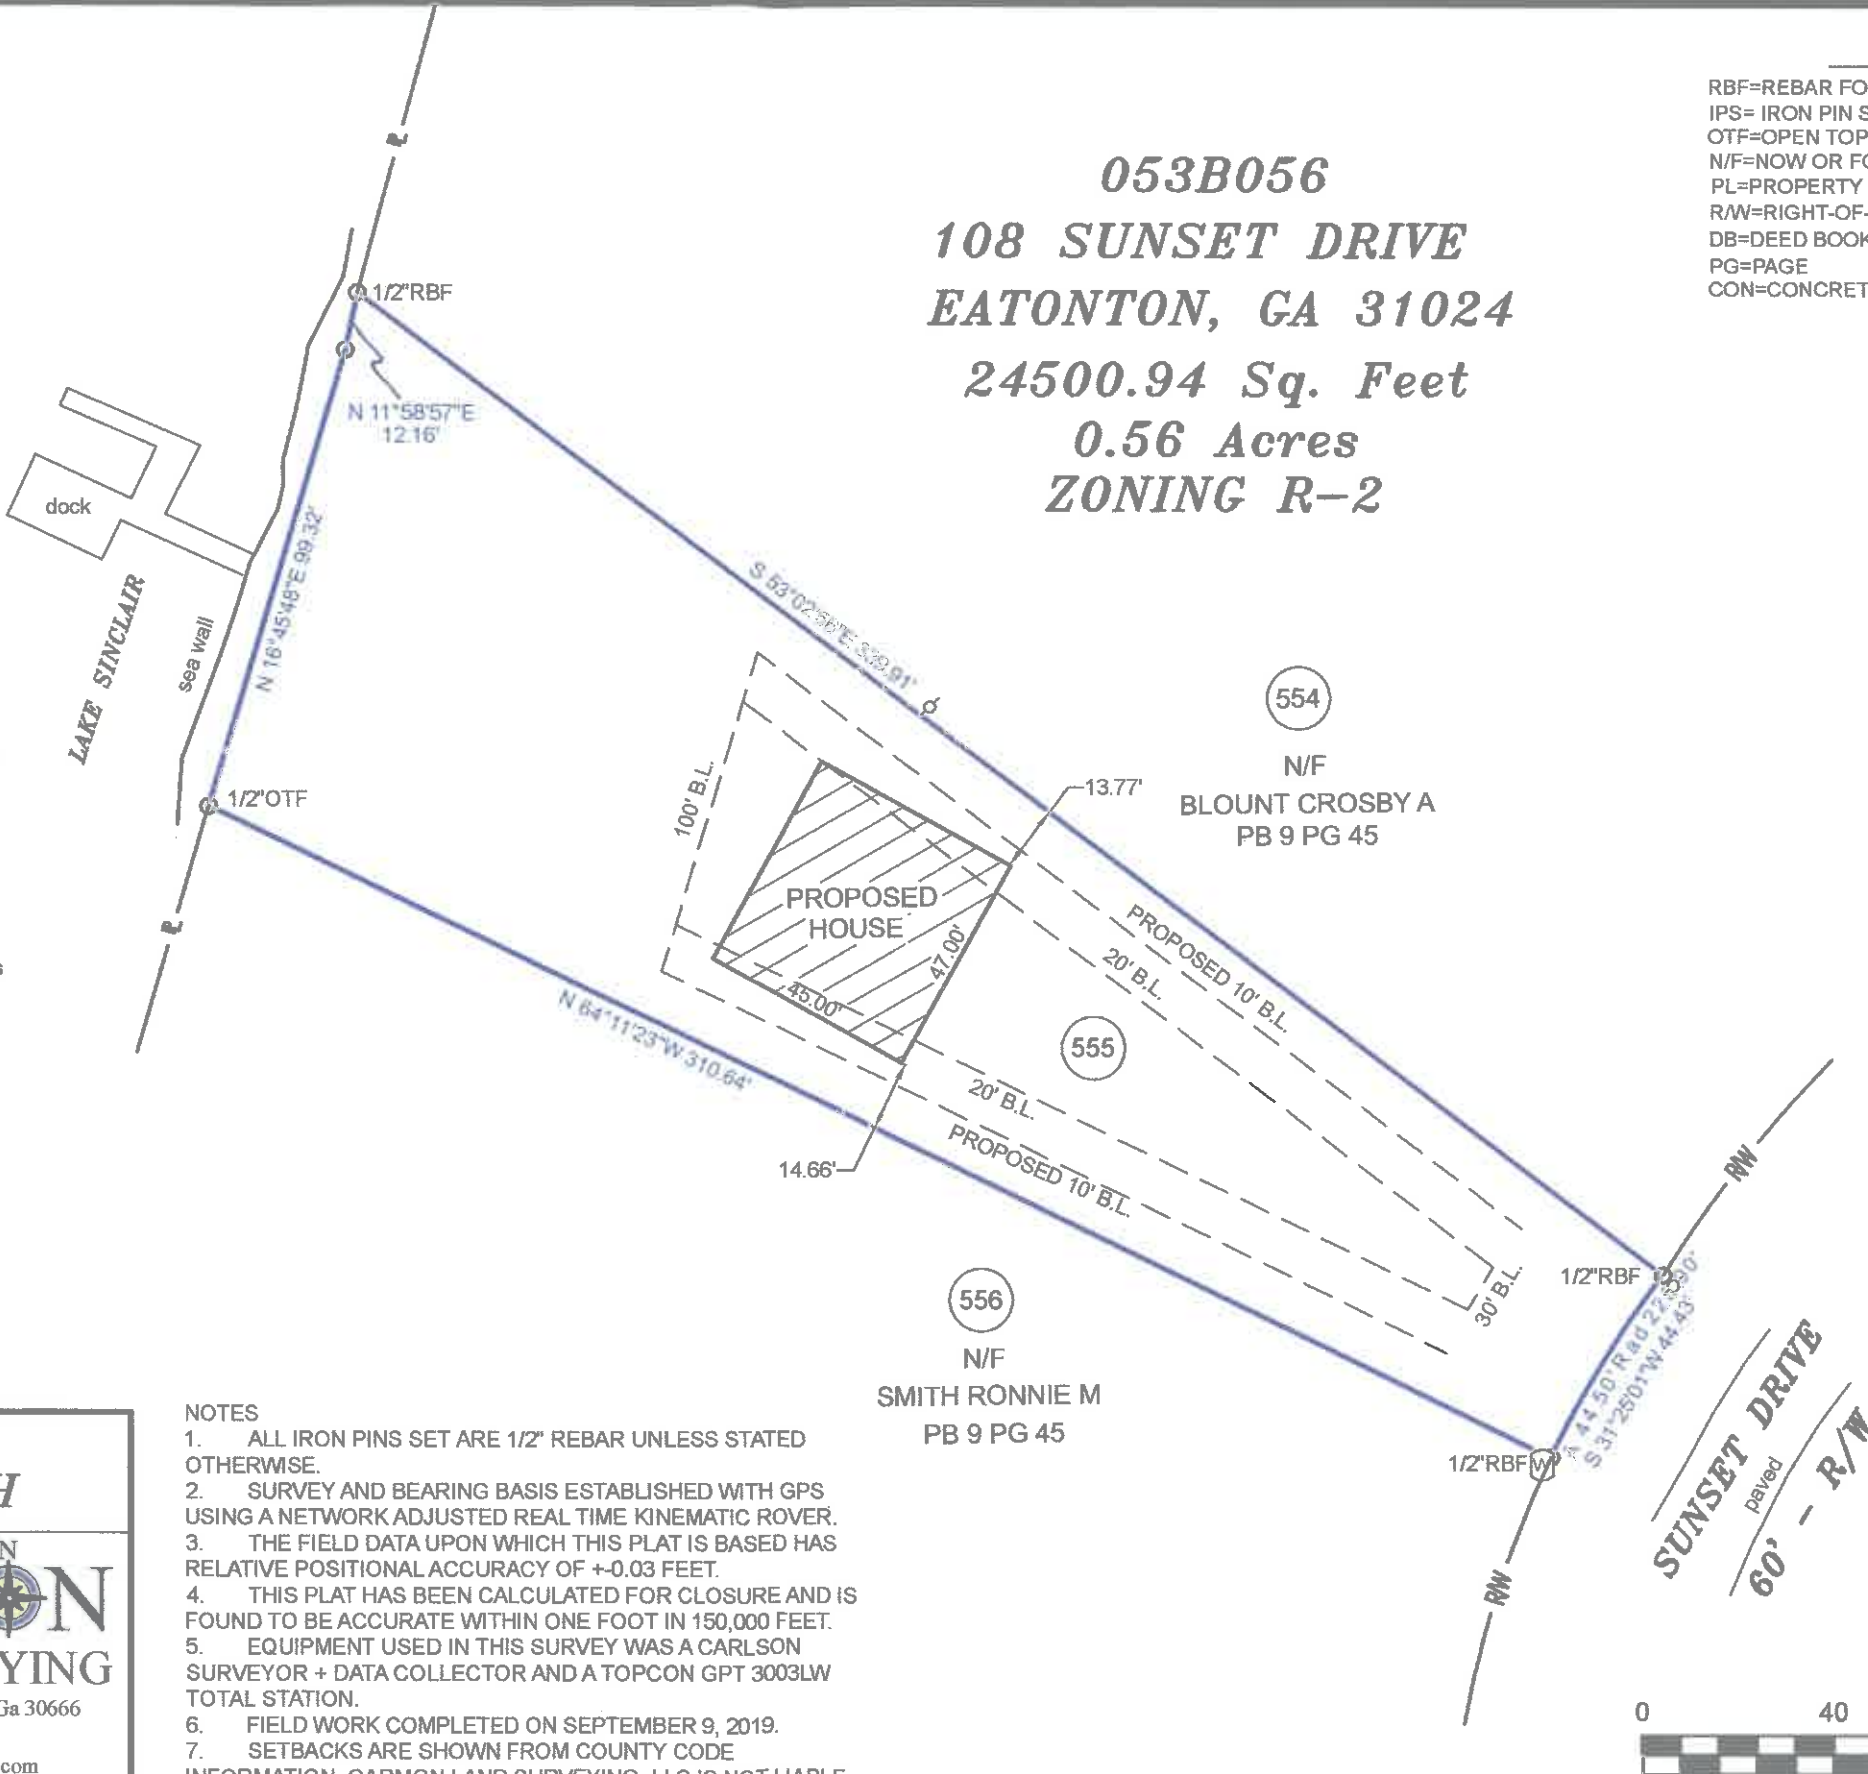 RBF=REBAR FO
IPS= IRON PIN S
OTF=OPEN TOP
N/F=NOW OR FO
PL=PROPERTY
R/W=RIGHT-OF-
DB=DEED BOOK
PG=PAGE
CON=CONCRET
053B056
108 SUNSET DRIVE
EATONTON, GA 31024
24500.94 Sq. Feet
0.56 Acres
ZONING R-2
1/2"RBF
N 11°58'57"E
12.16'
dock
N 16°45'48"E 99.32'
LAKE SINCLAIR
sea wall
S 53°02'56"E
554
N/F
BLOUNT CROSBY A
PB 9 PG 45
13.77'
1/2"OTF
100' B.L.
PROPOSED
HOUSE
47.00'
45.00'
PROPOSED 10' B.L.
20' B.L.
N 64°11'23"W 310.64'
555
20' B.L.
PROPOSED 10' B.L.
14.66'
R/W
1/2"RBF
30' B.L.
556
N/F
SMITH RONNIE M
PB 9 PG 45
44.50' Rad
S 31°25'01"W 44.43'
1/2"RBF W
SUNSET DRIVE
paved
60' - R/W
R/W
NOTES
1. ALL IRON PINS SET ARE 1/2" REBAR UNLESS STATED
OTHERWISE.
2. SURVEY AND BEARING BASIS ESTABLISHED WITH GPS
USING A NETWORK ADJUSTED REAL TIME KINEMATIC ROVER.
3. THE FIELD DATA UPON WHICH THIS PLAT IS BASED HAS
RELATIVE POSITIONAL ACCURACY OF +-0.03 FEET.
4. THIS PLAT HAS BEEN CALCULATED FOR CLOSURE AND IS
FOUND TO BE ACCURATE WITHIN ONE FOOT IN 150,000 FEET.
5. EQUIPMENT USED IN THIS SURVEY WAS A CARLSON
SURVEYOR + DATA COLLECTOR AND A TOPCON GPT 3003LW
TOTAL STATION.
6. FIELD WORK COMPLETED ON SEPTEMBER 9, 2019.
7. SETBACKS ARE SHOWN FROM COUNTY CODE
H
N
N
YING
Ga 30666
com
0 40